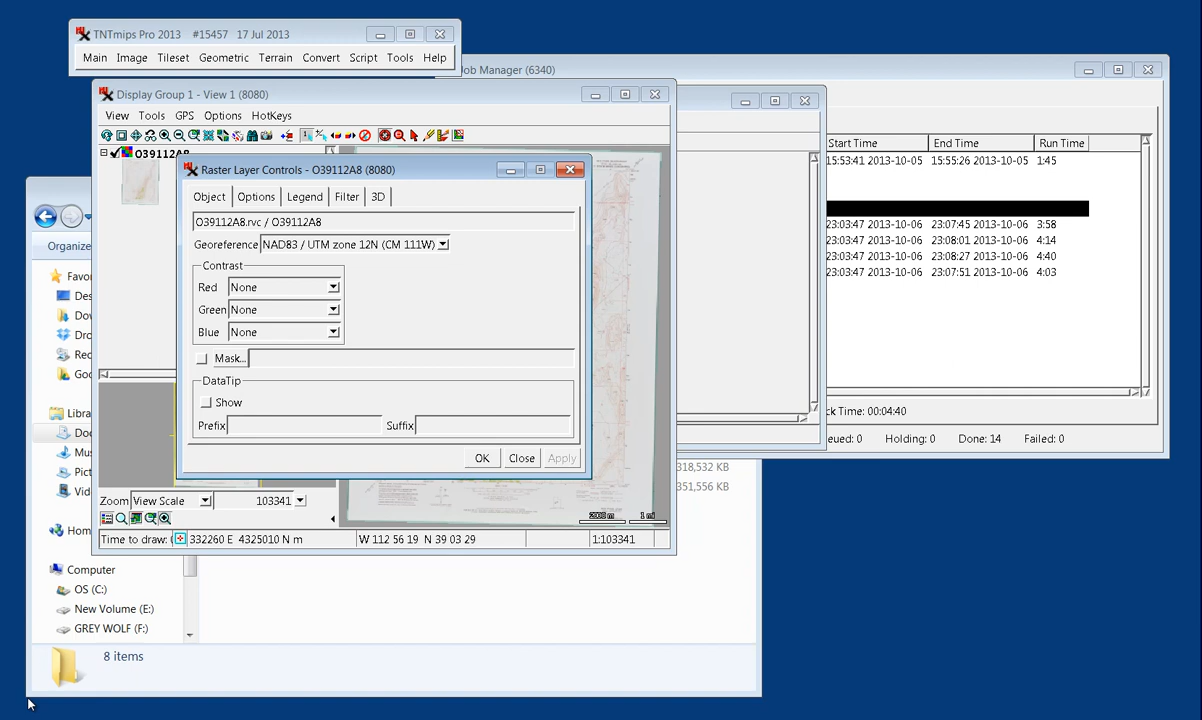 TNTmips Pro 2013 #15457 17 Jul 2013
Main Image Tileset Geometric Terrain Convert Script Tools Help
Job Manager (6340)
Display Group 1 - View 1 (8080)
View Tools GPS Options HotKeys
O39112A8
Raster Layer Controls - O39112A8 (8080)
Object Options Legend Filter 3D
O39112A8.rvc / O39112A8
Georeference NAD83 / UTM zone 12N (CM 111W)
Contrast
Red None
Green None
Blue None
Mask...
DataTip
Show
Prefix
Suffix
OK Close Apply
Zoom View Scale 103341
2000 m 1 mi
Time to draw: 332260 E 4325010 N m W 112 56 19 N 39 03 29 1:103341
Start Time End Time Run Time
15:53:41 2013-10-05 15:55:26 2013-10-05 1:45
23:03:47 2013-10-06 23:07:45 2013-10-06 3:58
23:03:47 2013-10-06 23:08:01 2013-10-06 4:14
23:03:47 2013-10-06 23:08:27 2013-10-06 4:40
23:03:47 2013-10-06 23:07:51 2013-10-06 4:03
ck Time: 00:04:40
eued: 0 Holding: 0 Done: 14 Failed: 0
318,532 KB
351,556 KB
Organize
Favor
Des
Dov
Dro
Rec
Goo
Libra
Doc
Mus
Pict
Vid
Hom
Computer
OS (C:)
New Volume (E:)
GREY WOLF (F:)
8 items